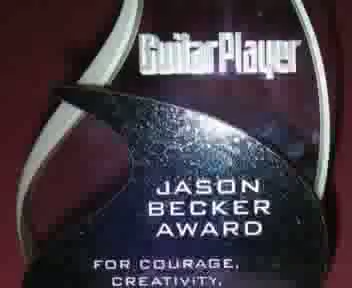 GuitarPlayer
JASON
BECKER
AWARD
FOR COURAGE,
CREATIVITY,